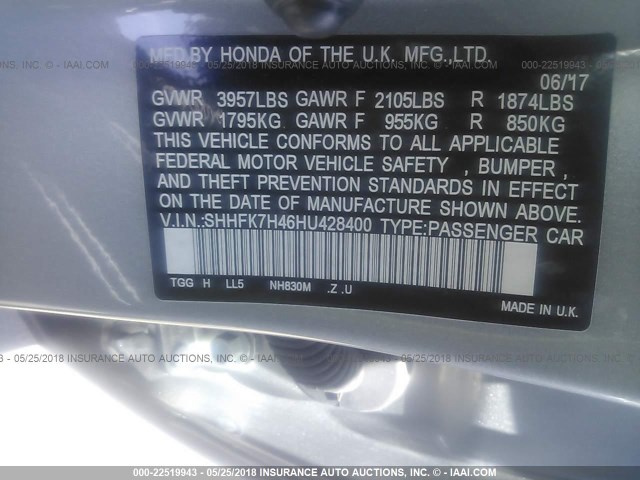 MFD BY HONDA OF THE U.K. MFG.,LTD.
06/17
GVWR 3957LBS GAWR F 2105LBS R 1874LBS
GVWR 1795KG GAWR F 955KG R 850KG
THIS VEHICLE CONFORMS TO ALL APPLICABLE
FEDERAL MOTOR VEHICLE SAFETY , BUMPER ,
AND THEFT PREVENTION STANDARDS IN EFFECT
ON THE DATE OF MANUFACTURE SHOWN ABOVE.
V.I.N.:SHHFK7H46HU428400 TYPE:PASSENGER CAR
TGG H LL5 NH830M .Z .U
MADE IN U.K.
000-22519943 - 05/25/2018 INSURANCE AUTO AUCTIONS, INC. - © IAAI.COM